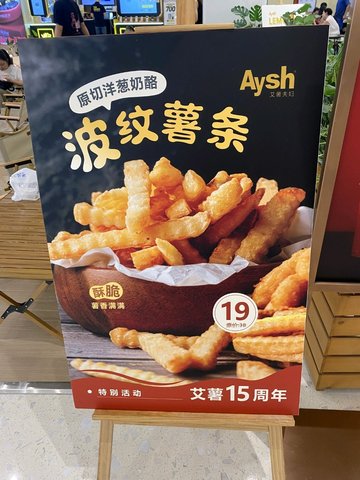 Aysh
艾薯夫妇
原切洋葱奶酪
波纹薯条
酥脆
薯香满满
19
原价:38
• 特别活动
艾薯15周年